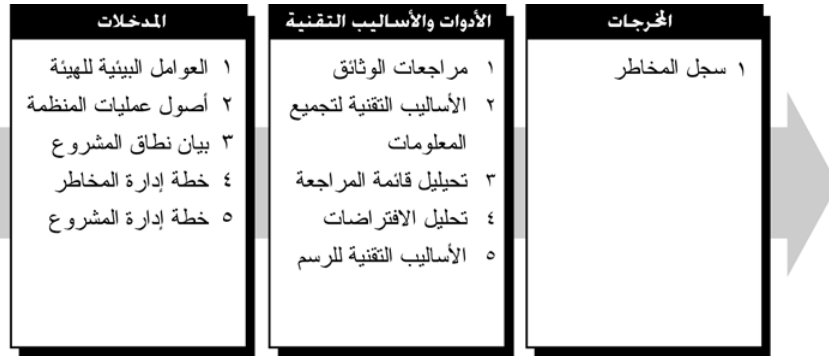 المدخلات
١ العوامل البيئية للهيئة
٢ أصول عمليات المنظمة
٣ بيان نطاق المشروع
٤ خطة إدارة المخاطر
٥ خطة إدارة المشروع
الأدوات والأساليب التقنية
١ مراجعات الوثائق
٢ الأساليب التقنية لتجميع
المعلومات
٣ تحيليل قائمة المراجعة
٤ تحليل الافتراضات
٥ الأساليب التقنية للرسم
المخرجات
١ سجل المخاطر